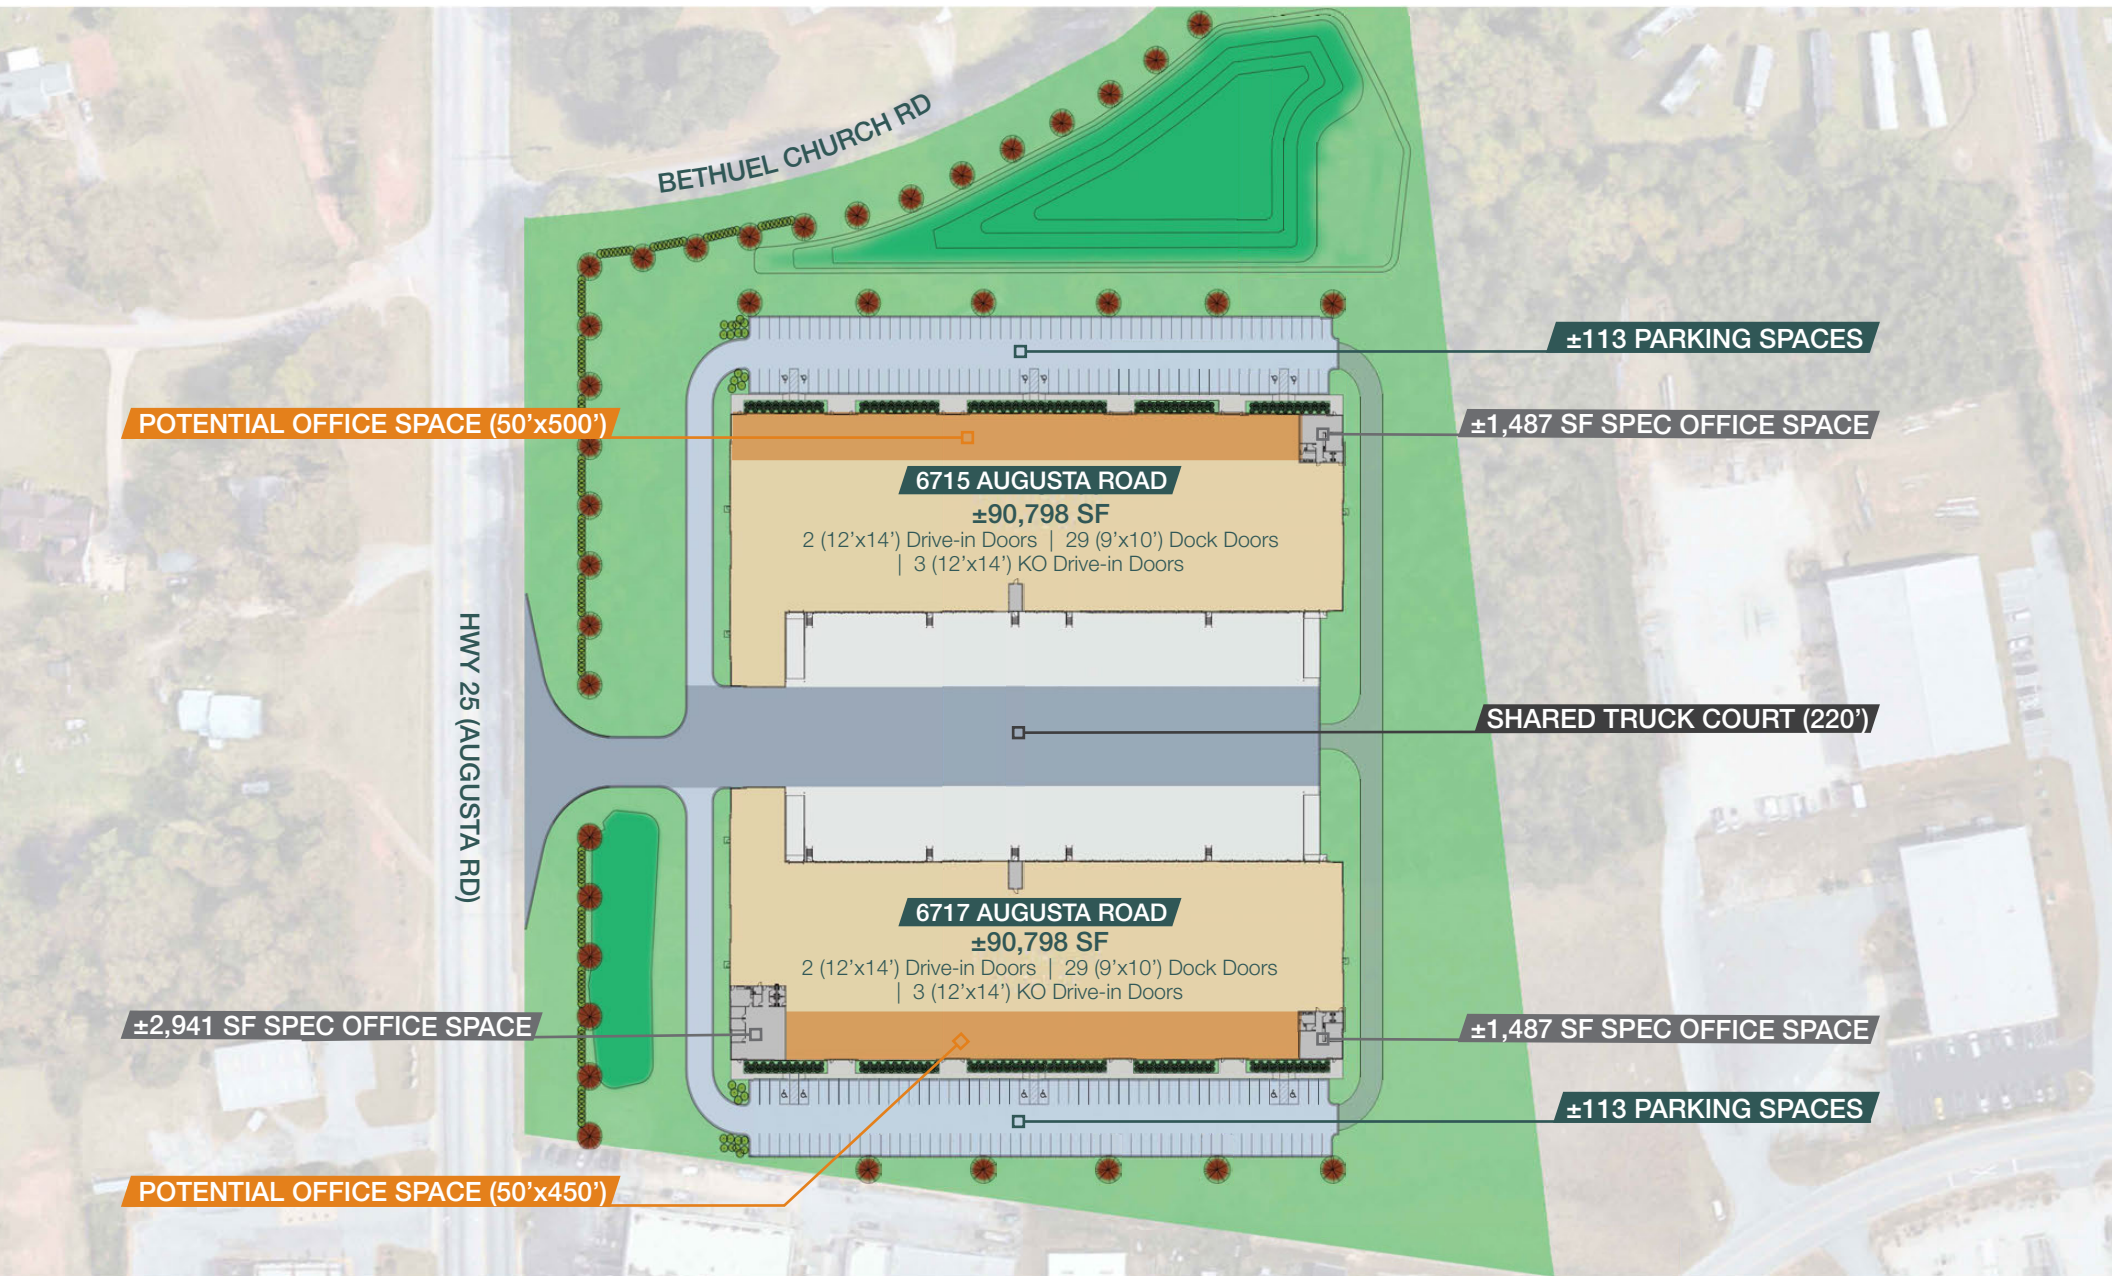 BETHUEL CHURCH RD
±113 PARKING SPACES
POTENTIAL OFFICE SPACE (50’x500’)
±1,487 SF SPEC OFFICE SPACE
6715 AUGUSTA ROAD
±90,798 SF
2 (12’x14’) Drive-in Doors | 29 (9’x10’) Dock Doors
| 3 (12’x14’) KO Drive-in Doors
HWY 25 (AUGUSTA RD)
SHARED TRUCK COURT (220’)
6717 AUGUSTA ROAD
±90,798 SF
2 (12’x14’) Drive-in Doors | 29 (9’x10’) Dock Doors
| 3 (12’x14’) KO Drive-in Doors
±2,941 SF SPEC OFFICE SPACE
±1,487 SF SPEC OFFICE SPACE
±113 PARKING SPACES
POTENTIAL OFFICE SPACE (50’x450’)